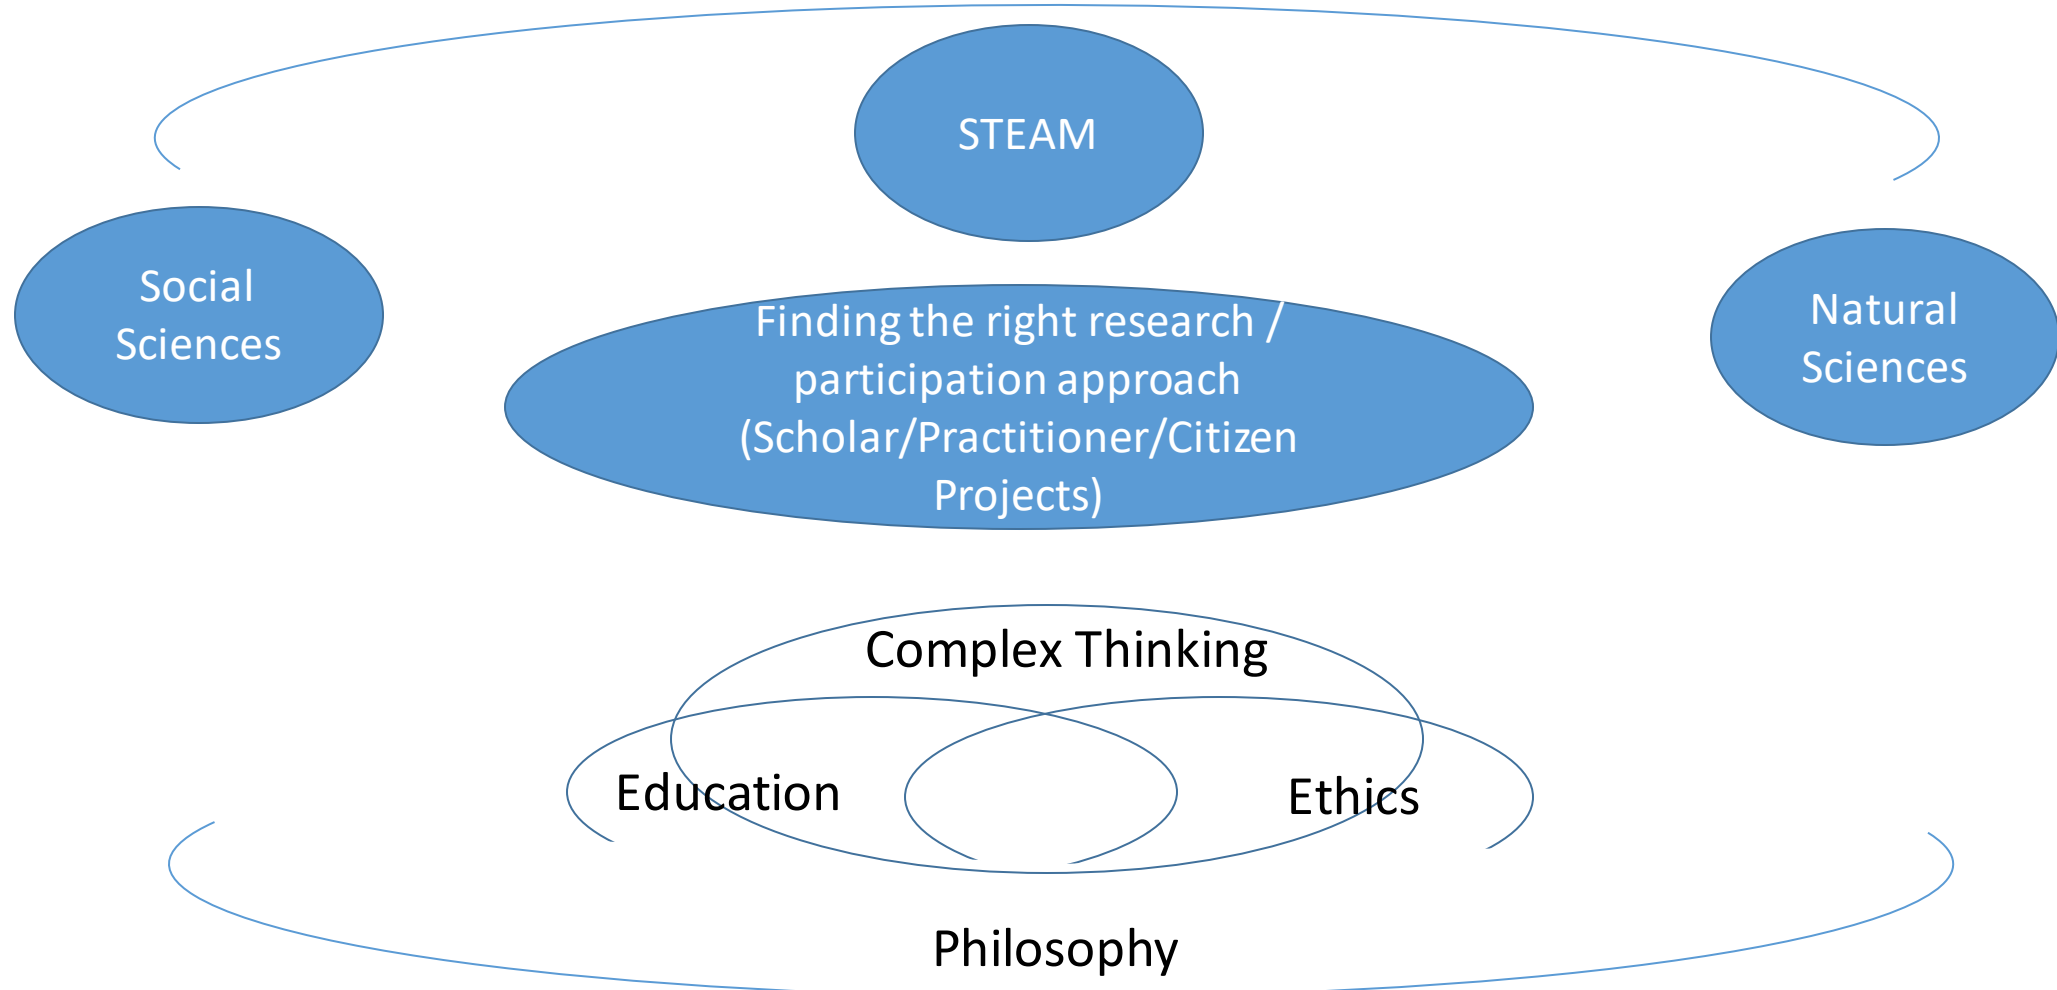 STEAM
Social
Sciences
Natural
Sciences
Finding the right research /
participation approach
(Scholar/Practitioner/Citizen
Projects)
Complex Thinking
Education
Ethics
Philosophy